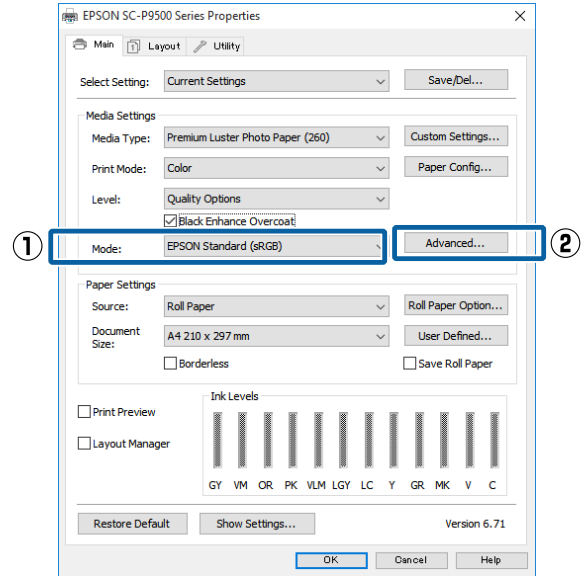 EPSON SC-P9500 Series Properties
Main
Layout
Utility
Select Setting: Current Settings Save/Del...
Media Settings
Media Type: Premium Luster Photo Paper (260) Custom Settings...
Print Mode: Color Paper Config...
Level: Quality Options
Black Enhance Overcoat
1 Mode: EPSON Standard (sRGB) Advanced... 2
Paper Settings
Source: Roll Paper Roll Paper Option...
Document
Size: A4 210 x 297 mm User Defined...
Borderless Save Roll Paper
Ink Levels
Print Preview
Layout Manager
GY VM OR PK VLM LGY LC Y GR MK V C
Restore Default Show Settings... Version 6.71
OK Cancel Help